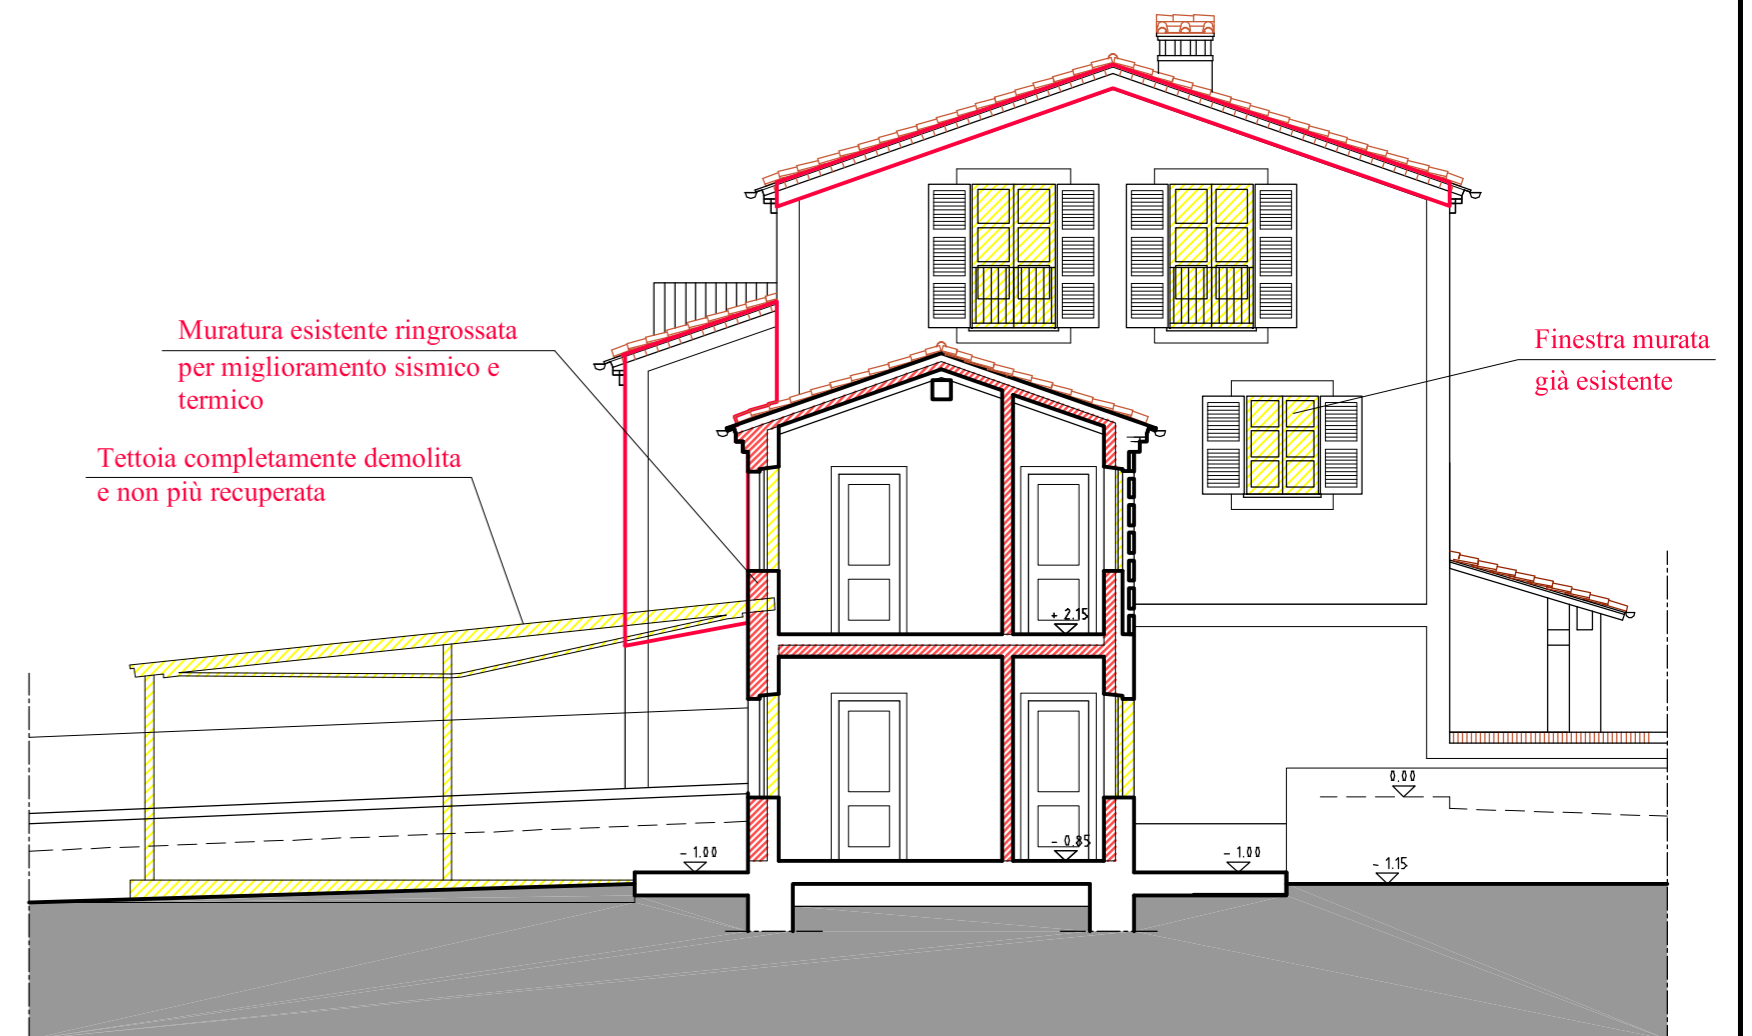 Muratura esistente ringrossata
per miglioramento sismico e
termico
Finestra murata
già esistente
Tettoia completamente demolita
e non più recuperata
+ 2.15
0.00
- 0.85
- 1.00
- 1.00
- 1.15